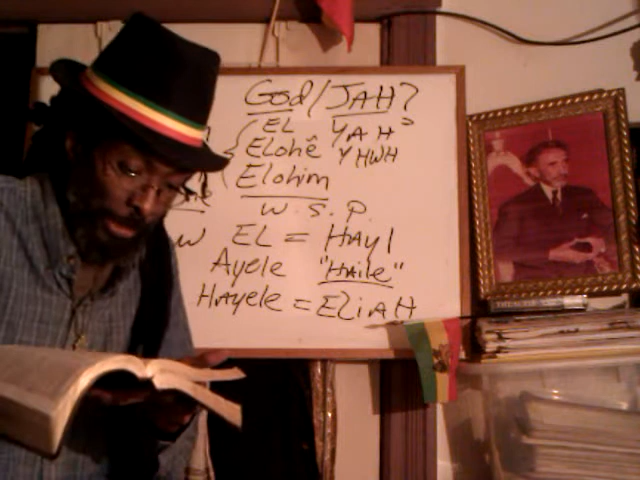 God/JAH?
EL YAH
Elohê YHWH
Elohim
W.S.P.
W EL = HAYl
Ayele "HAile"
HAyele = ELiAH